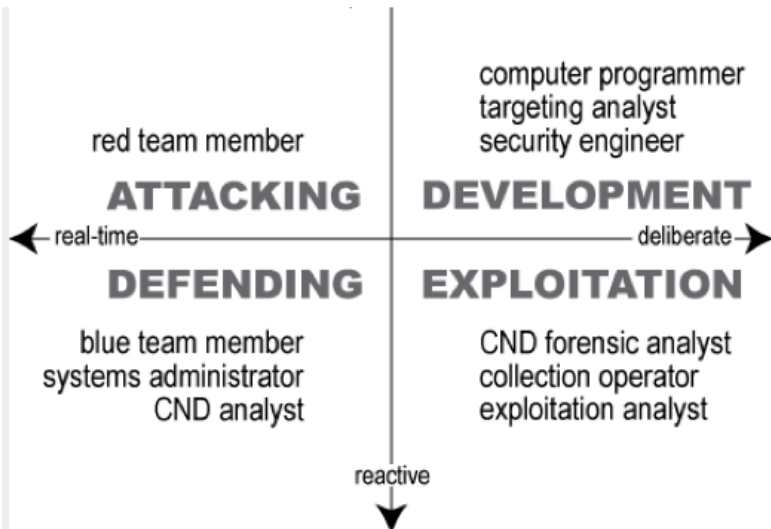 computer programmer
targeting analyst
red team member
security engineer
ATTACKING
DEVELOPMENT
real-time
deliberate
DEFENDING
EXPLOITATION
blue team member
CND forensic analyst
systems administrator
collection operator
CND analyst
exploitation analyst
reactive